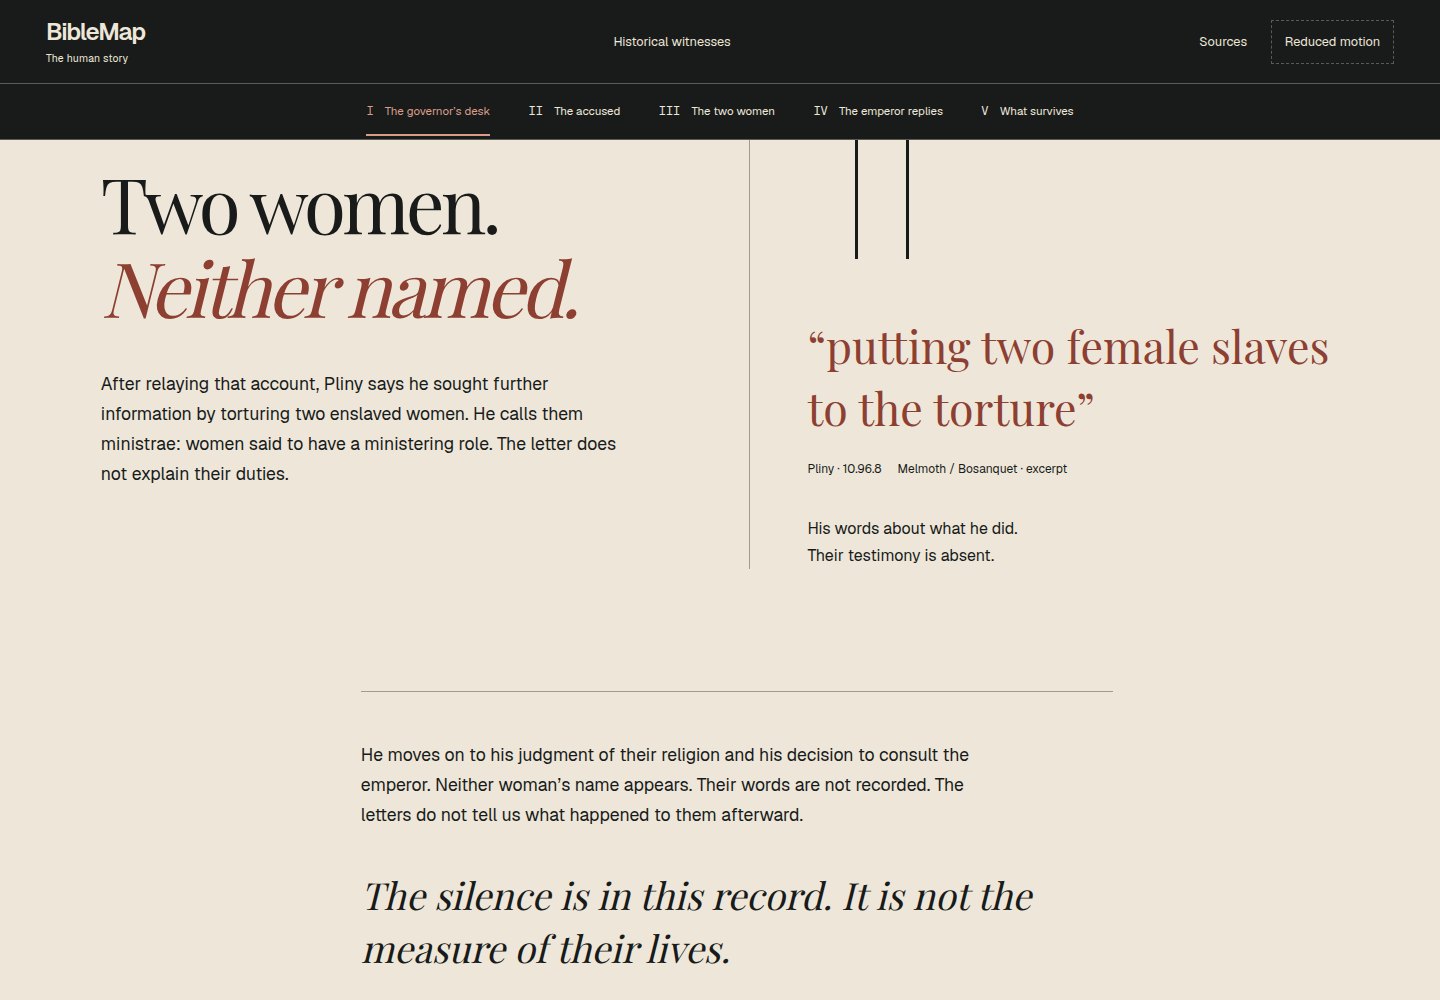 BibleMap
The human story
Historical witnesses
Sources
Reduced motion
I The governor's desk
II The accused
III The two women
IV The emperor replies
V What survives
Two women.
Neither named.
After relaying that account, Pliny says he sought further
information by torturing two enslaved women. He calls them
ministrae: women said to have a ministering role. The letter does
not explain their duties.
“putting two female slaves
to the torture”
Pliny · 10.96.8 Melmoth / Bosanquet · excerpt
His words about what he did.
Their testimony is absent.
He moves on to his judgment of their religion and his decision to consult the
emperor. Neither woman’s name appears. Their words are not recorded. The
letters do not tell us what happened to them afterward.
The silence is in this record. It is not the
measure of their lives.